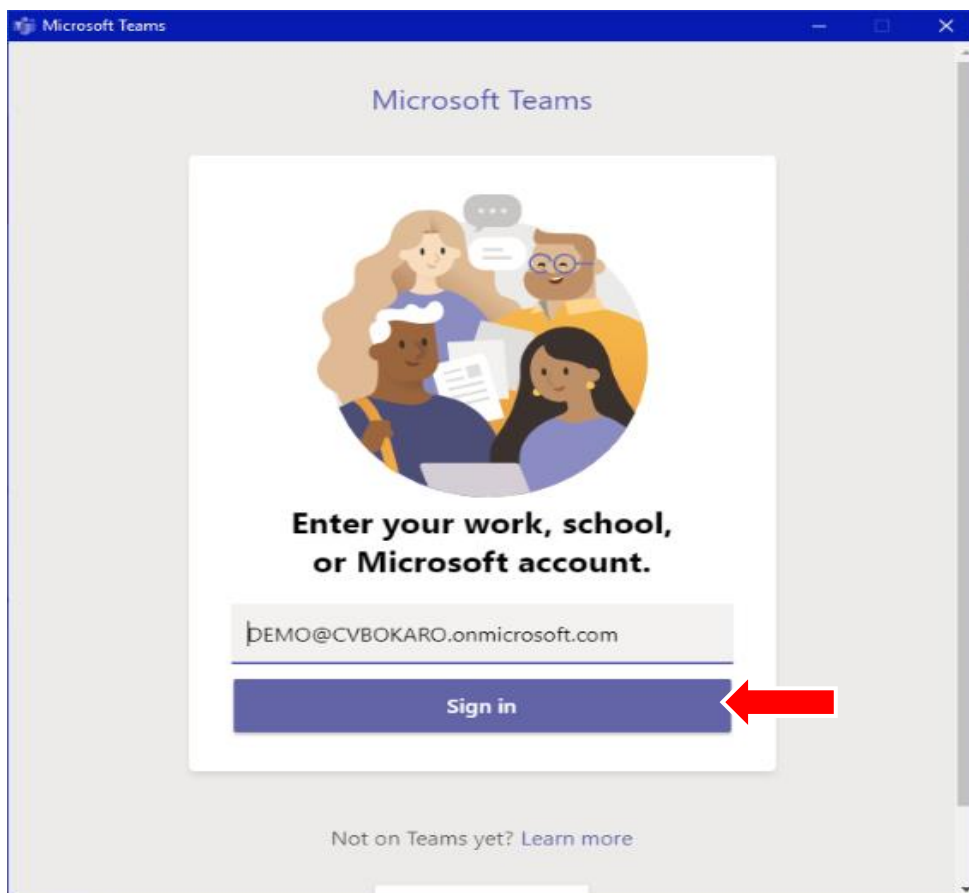 Microsoft Teams
Microsoft Teams
Enter your work, school,
or Microsoft account.
DEMO@CVBOKARO.onmicrosoft.com
Sign in
Not on Teams yet? Learn more